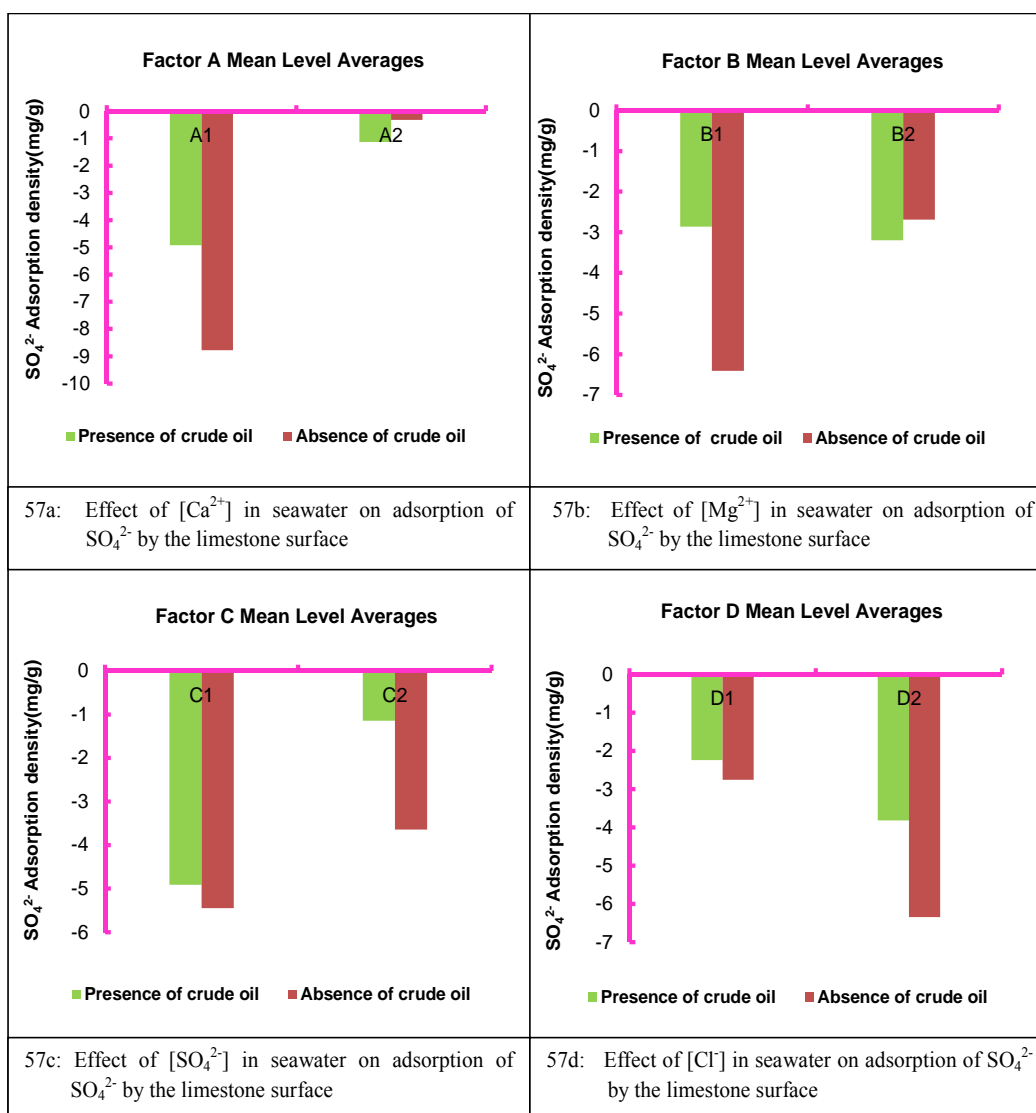 Factor A Mean Level Averages
SO₄²⁻ Adsorption density(mg/g)
0
-1
-2
-3
-4
-5
-6
-7
-8
-9
-10
A1
A2
Presence of crude oil
Absence of crude oil
Factor B Mean Level Averages
SO₄²⁻ Adsorption density(mg/g)
0
-1
-2
-3
-4
-5
-6
-7
B1
B2
Presence of crude oil
Absence of crude oil
57a: Effect of [Ca²⁺] in seawater on adsorption of
SO₄²⁻ by the limestone surface
57b: Effect of [Mg²⁺] in seawater on adsorption of
SO₄²⁻ by the limestone surface
Factor C Mean Level Averages
SO₄²⁻ Adsorption density(mg/g)
0
-1
-2
-3
-4
-5
-6
C1
C2
Presence of crude oil
Absence of crude oil
Factor D Mean Level Averages
SO₄²⁻ Adsorption density(mg/g)
0
-1
-2
-3
-4
-5
-6
-7
D1
D2
Presence of crude oil
Absence of crude oil
57c: Effect of [SO₄²⁻] in seawater on adsorption of
SO₄²⁻ by the limestone surface
57d: Effect of [Cl⁻] in seawater on adsorption of SO₄²⁻
by the limestone surface